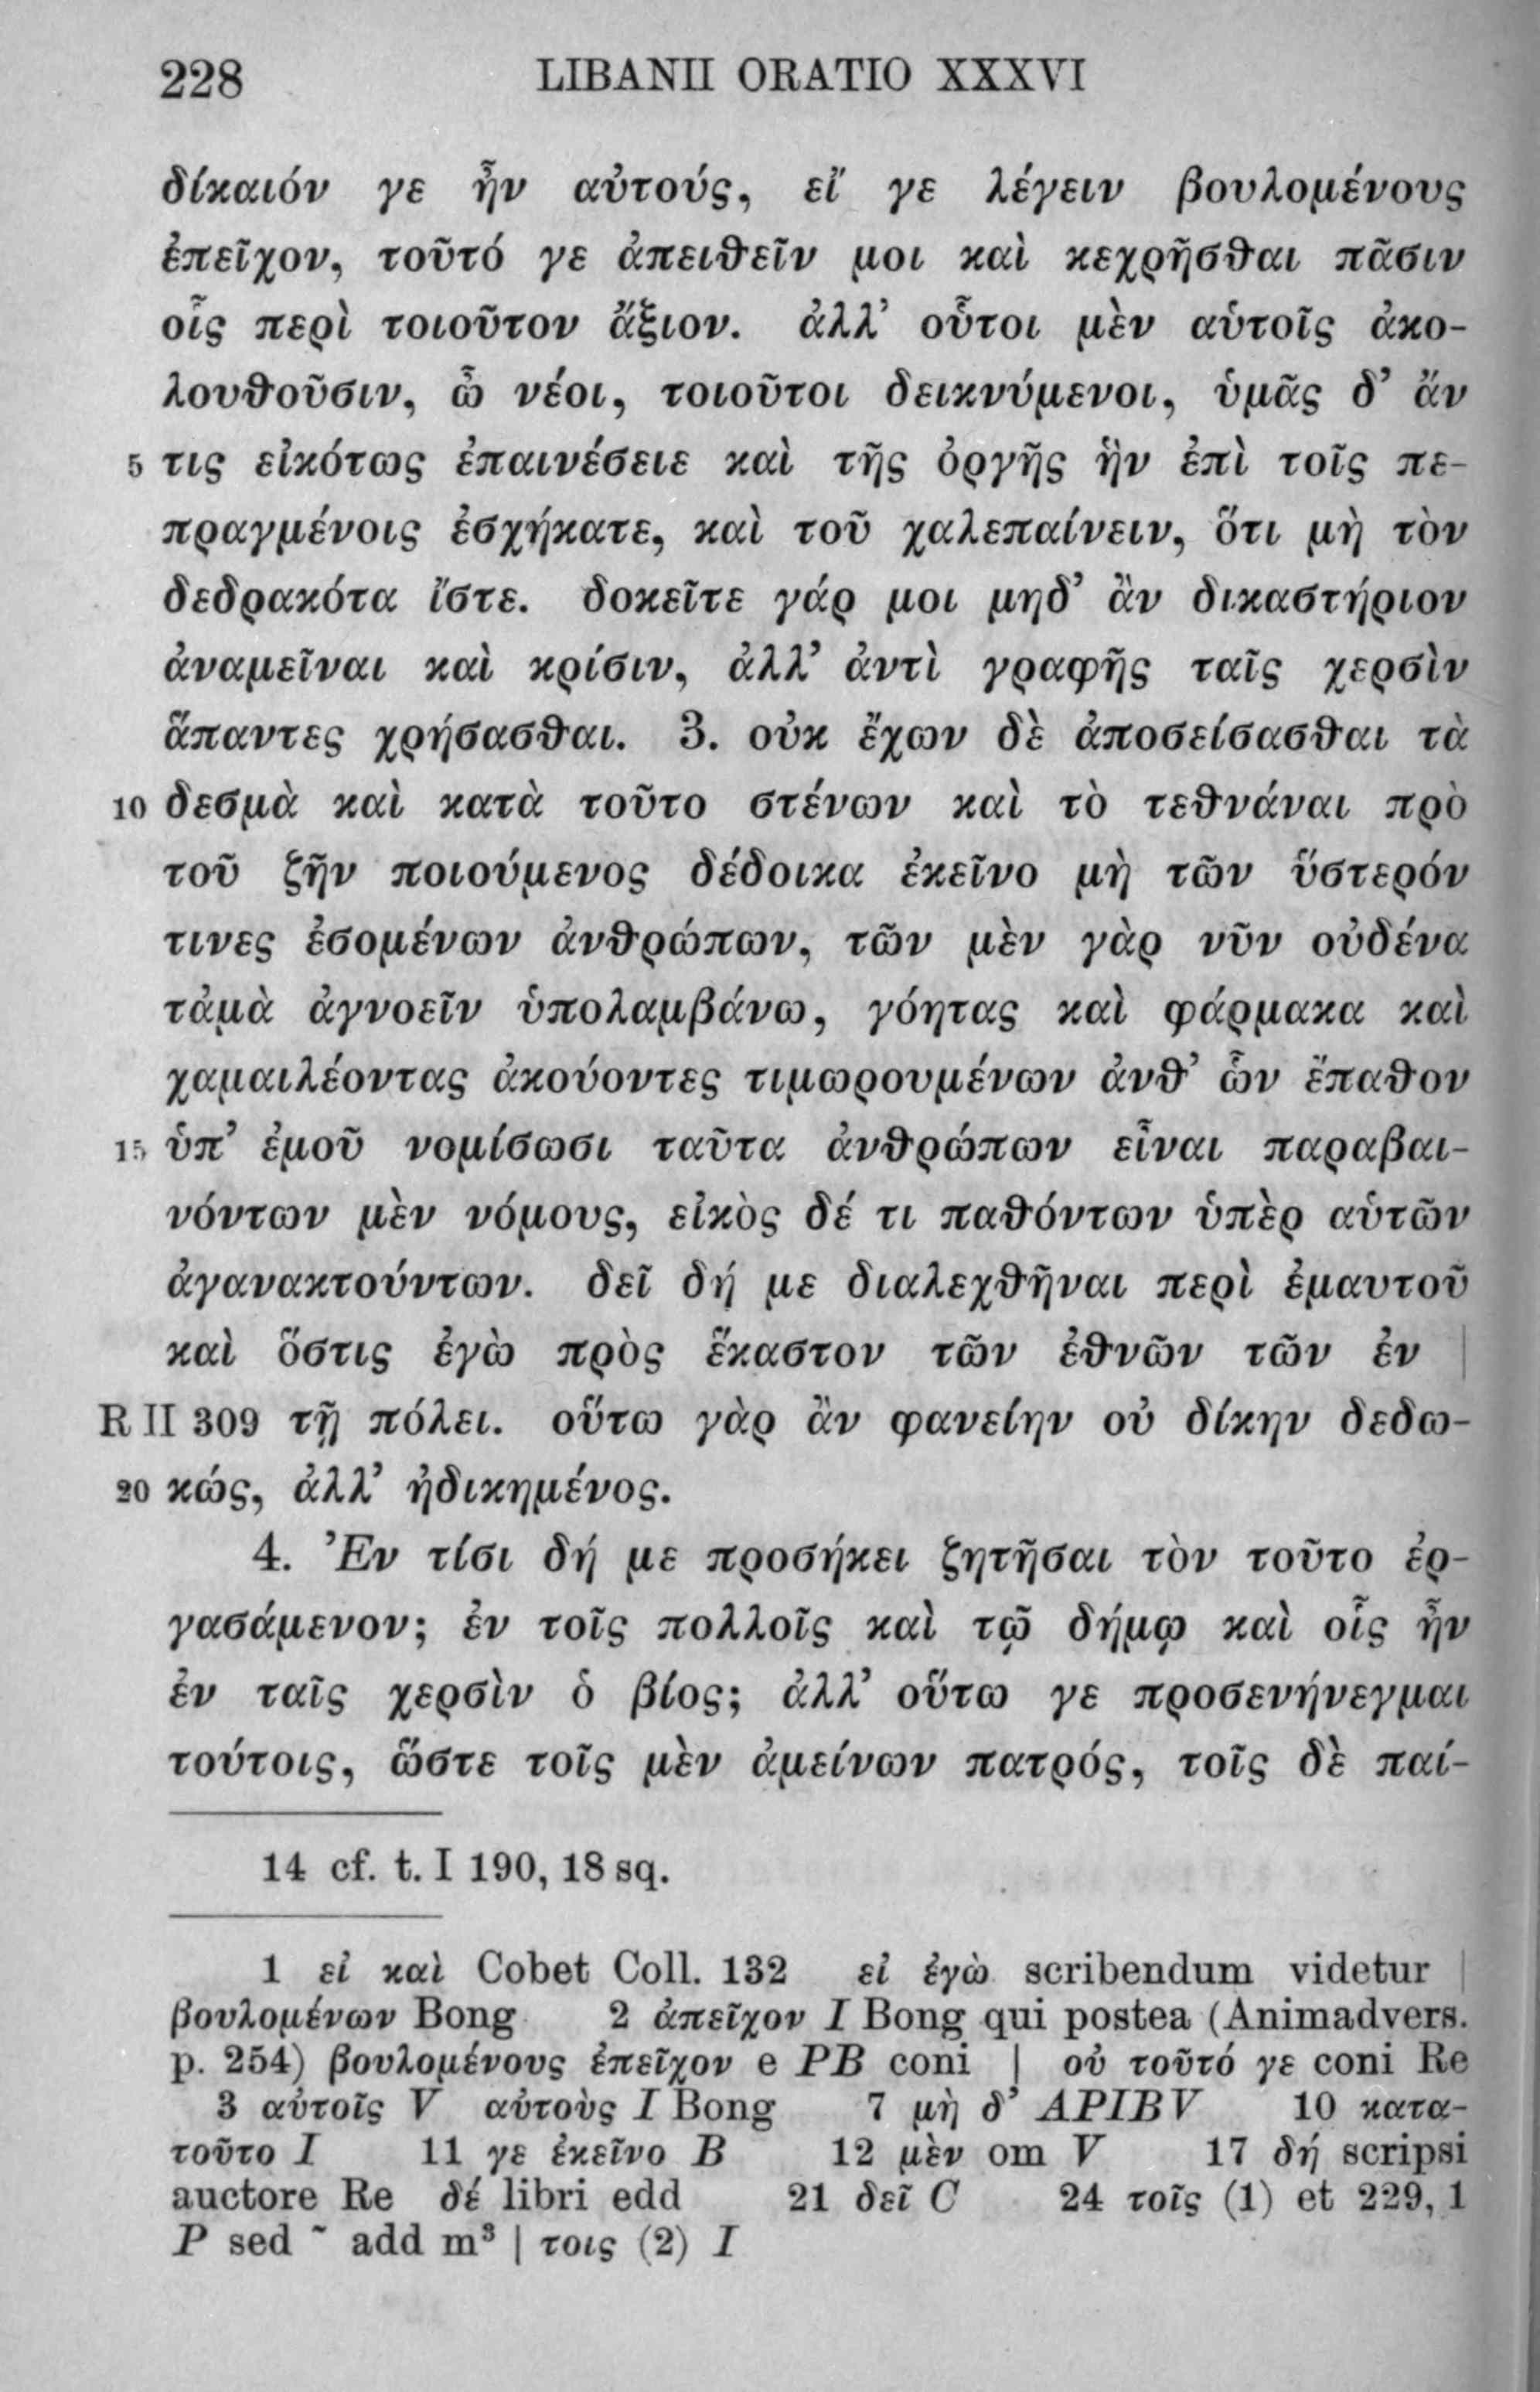 228 LIBANII ORATIO XXXVI
δίκαιόν γε ἦν αὐτούς, εἴ γε λέγειν βουλομένους
ἐπεῖχον, τοῦτό γε ἀπειθεῖν μοι καὶ κεχρῆσθαι πᾶσιν
οἷς περὶ τοιοῦτον ἄξιον. ἀλλ’ οὗτοι μὲν αὑτοῖς ἀκο-
λουθοῦσιν, ὦ νέοι, τοιοῦτοι δεικνύμενοι, ὑμᾶς δ’ ἄν
5 τις εἰκότως ἐπαινέσειε καὶ τῆς ὀργῆς ἣν ἐπὶ τοῖς πε-
πραγμένοις ἐσχήκατε, καὶ τοῦ χαλεπαίνειν, ὅτι μὴ τὸν
δεδρακότα ἴστε. δοκεῖτε γάρ μοι μηδ’ ἂν δικαστήριον
ἀναμεῖναι καὶ κρίσιν, ἀλλ’ ἀντὶ γραφῆς ταῖς χερσὶν
ἅπαντες χρήσασθαι. 3. οὐκ ἔχων δὲ ἀποσείσασθαι τὰ
10 δεσμὰ καὶ κατὰ τοῦτο στένων καὶ τὸ τεθνάναι πρὸ
τοῦ ζῆν ποιούμενος δέδοικα ἐκεῖνο μὴ τῶν ὕστερόν
τινες ἐσομένων ἀνθρώπων, τῶν μὲν γὰρ νῦν οὐδένα
τἀμὰ ἀγνοεῖν ὑπολαμβάνω, γόητας καὶ φάρμακα καὶ
χαμαιλέοντας ἀκούοντες τιμωρουμένων ἀνθ’ ὧν ἔπαθον
15 ὑπ’ ἐμοῦ νομίσωσι ταῦτα ἀνθρώπων εἶναι παραβαι-
νόντων μὲν νόμους, εἰκὸς δέ τι παθόντων ὑπὲρ αὑτῶν
ἀγανακτούντων. δεῖ δή με διαλεχθῆναι περὶ ἐμαυτοῦ
καὶ ὅστις ἐγὼ πρὸς ἕκαστον τῶν ἐθνῶν τῶν ἐν |
R II 309 τῇ πόλει. οὕτω γὰρ ἂν φανείην οὐ δίκην δεδω-
20 κώς, ἀλλ’ ἠδικημένος.
4. Ἐν τίσι δή με προσήκει ζητῆσαι τὸν τοῦτο ἐρ-
γασάμενον; ἐν τοῖς πολλοῖς καὶ τῷ δήμῳ καὶ οἷς ἦν
ἐν ταῖς χερσὶν ὁ βίος; ἀλλ’ οὕτω γε προσενήνεγμαι
τούτοις, ὥστε τοῖς μὲν ἀμείνων πατρός, τοῖς δὲ παί-
14 cf. t. I 190, 18 sq.
1 εἰ καὶ Cobet Coll. 132 εἰ ἐγὼ scribendum videtur |
βουλομένων Bong 2 ἀπεῖχον I Bong qui postea (Animadvers.
p. 254) βουλομένους ἐπεῖχον e PB coni | οὐ τοῦτό γε coni Re
3 αὐτοῖς V αὐτοὺς I Bong 7 μὴ δ’ APIBV 10 κατα-
τοῦτο I 11 γε ἐκεῖνο B 12 μὲν om V 17 δή scripsi
auctore Re δέ libri edd 21 δεῖ C 24 τοῖς (1) et 229, 1
P sed ˜ add m³ | τοις (2) I